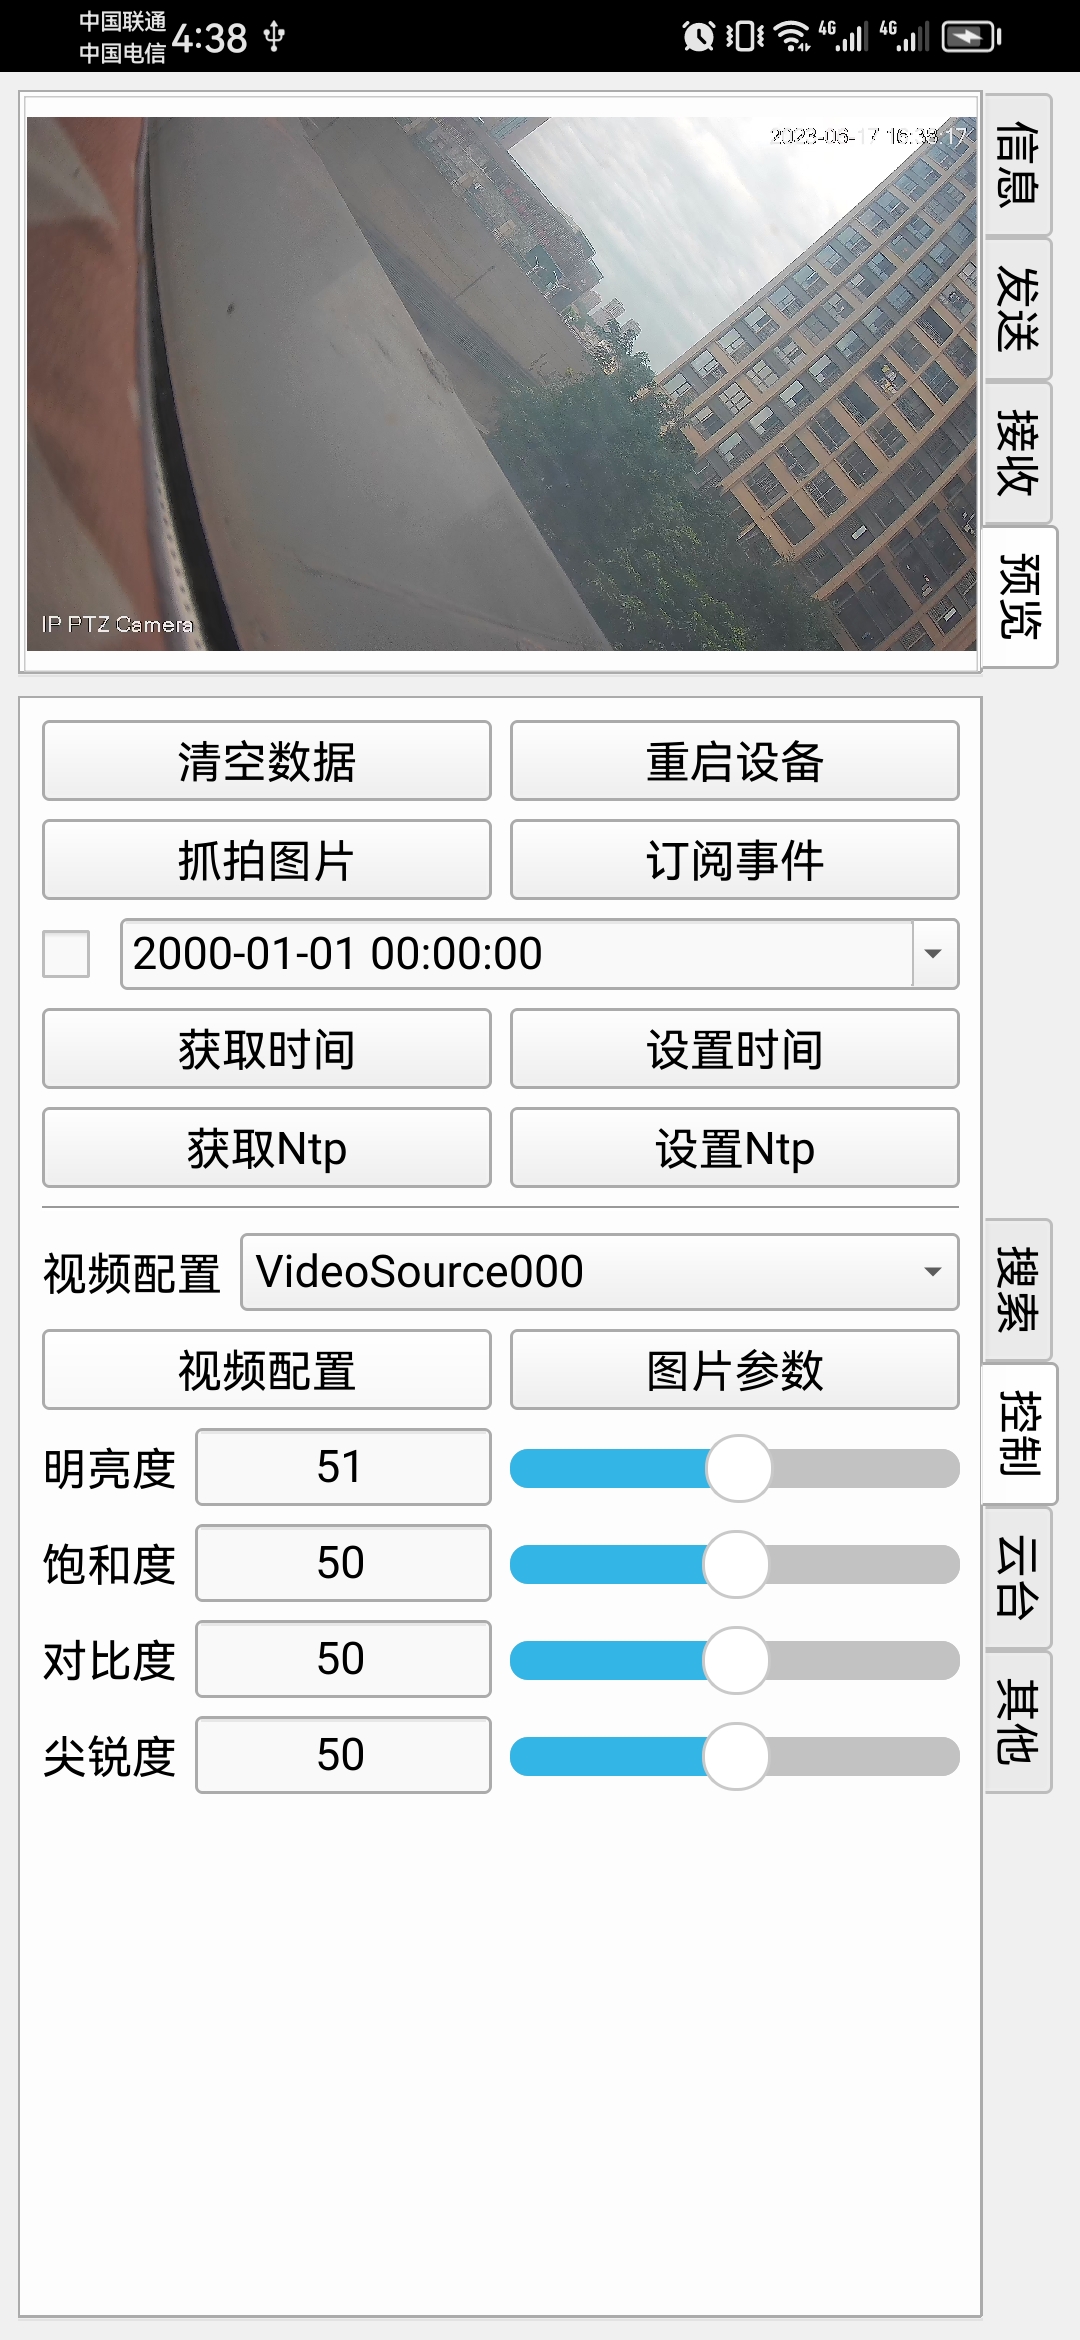 中国联通
中国电信
4:38
4G
4G
2023-05-17 16:38:17
IP PTZ Camera
信息
发送
接收
预览
清空数据
重启设备
抓拍图片
订阅事件
2000-01-01 00:00:00
获取时间
设置时间
获取Ntp
设置Ntp
视频配置
VideoSource000
视频配置
图片参数
明亮度
51
饱和度
50
对比度
50
尖锐度
50
搜索
控制
云台
其他